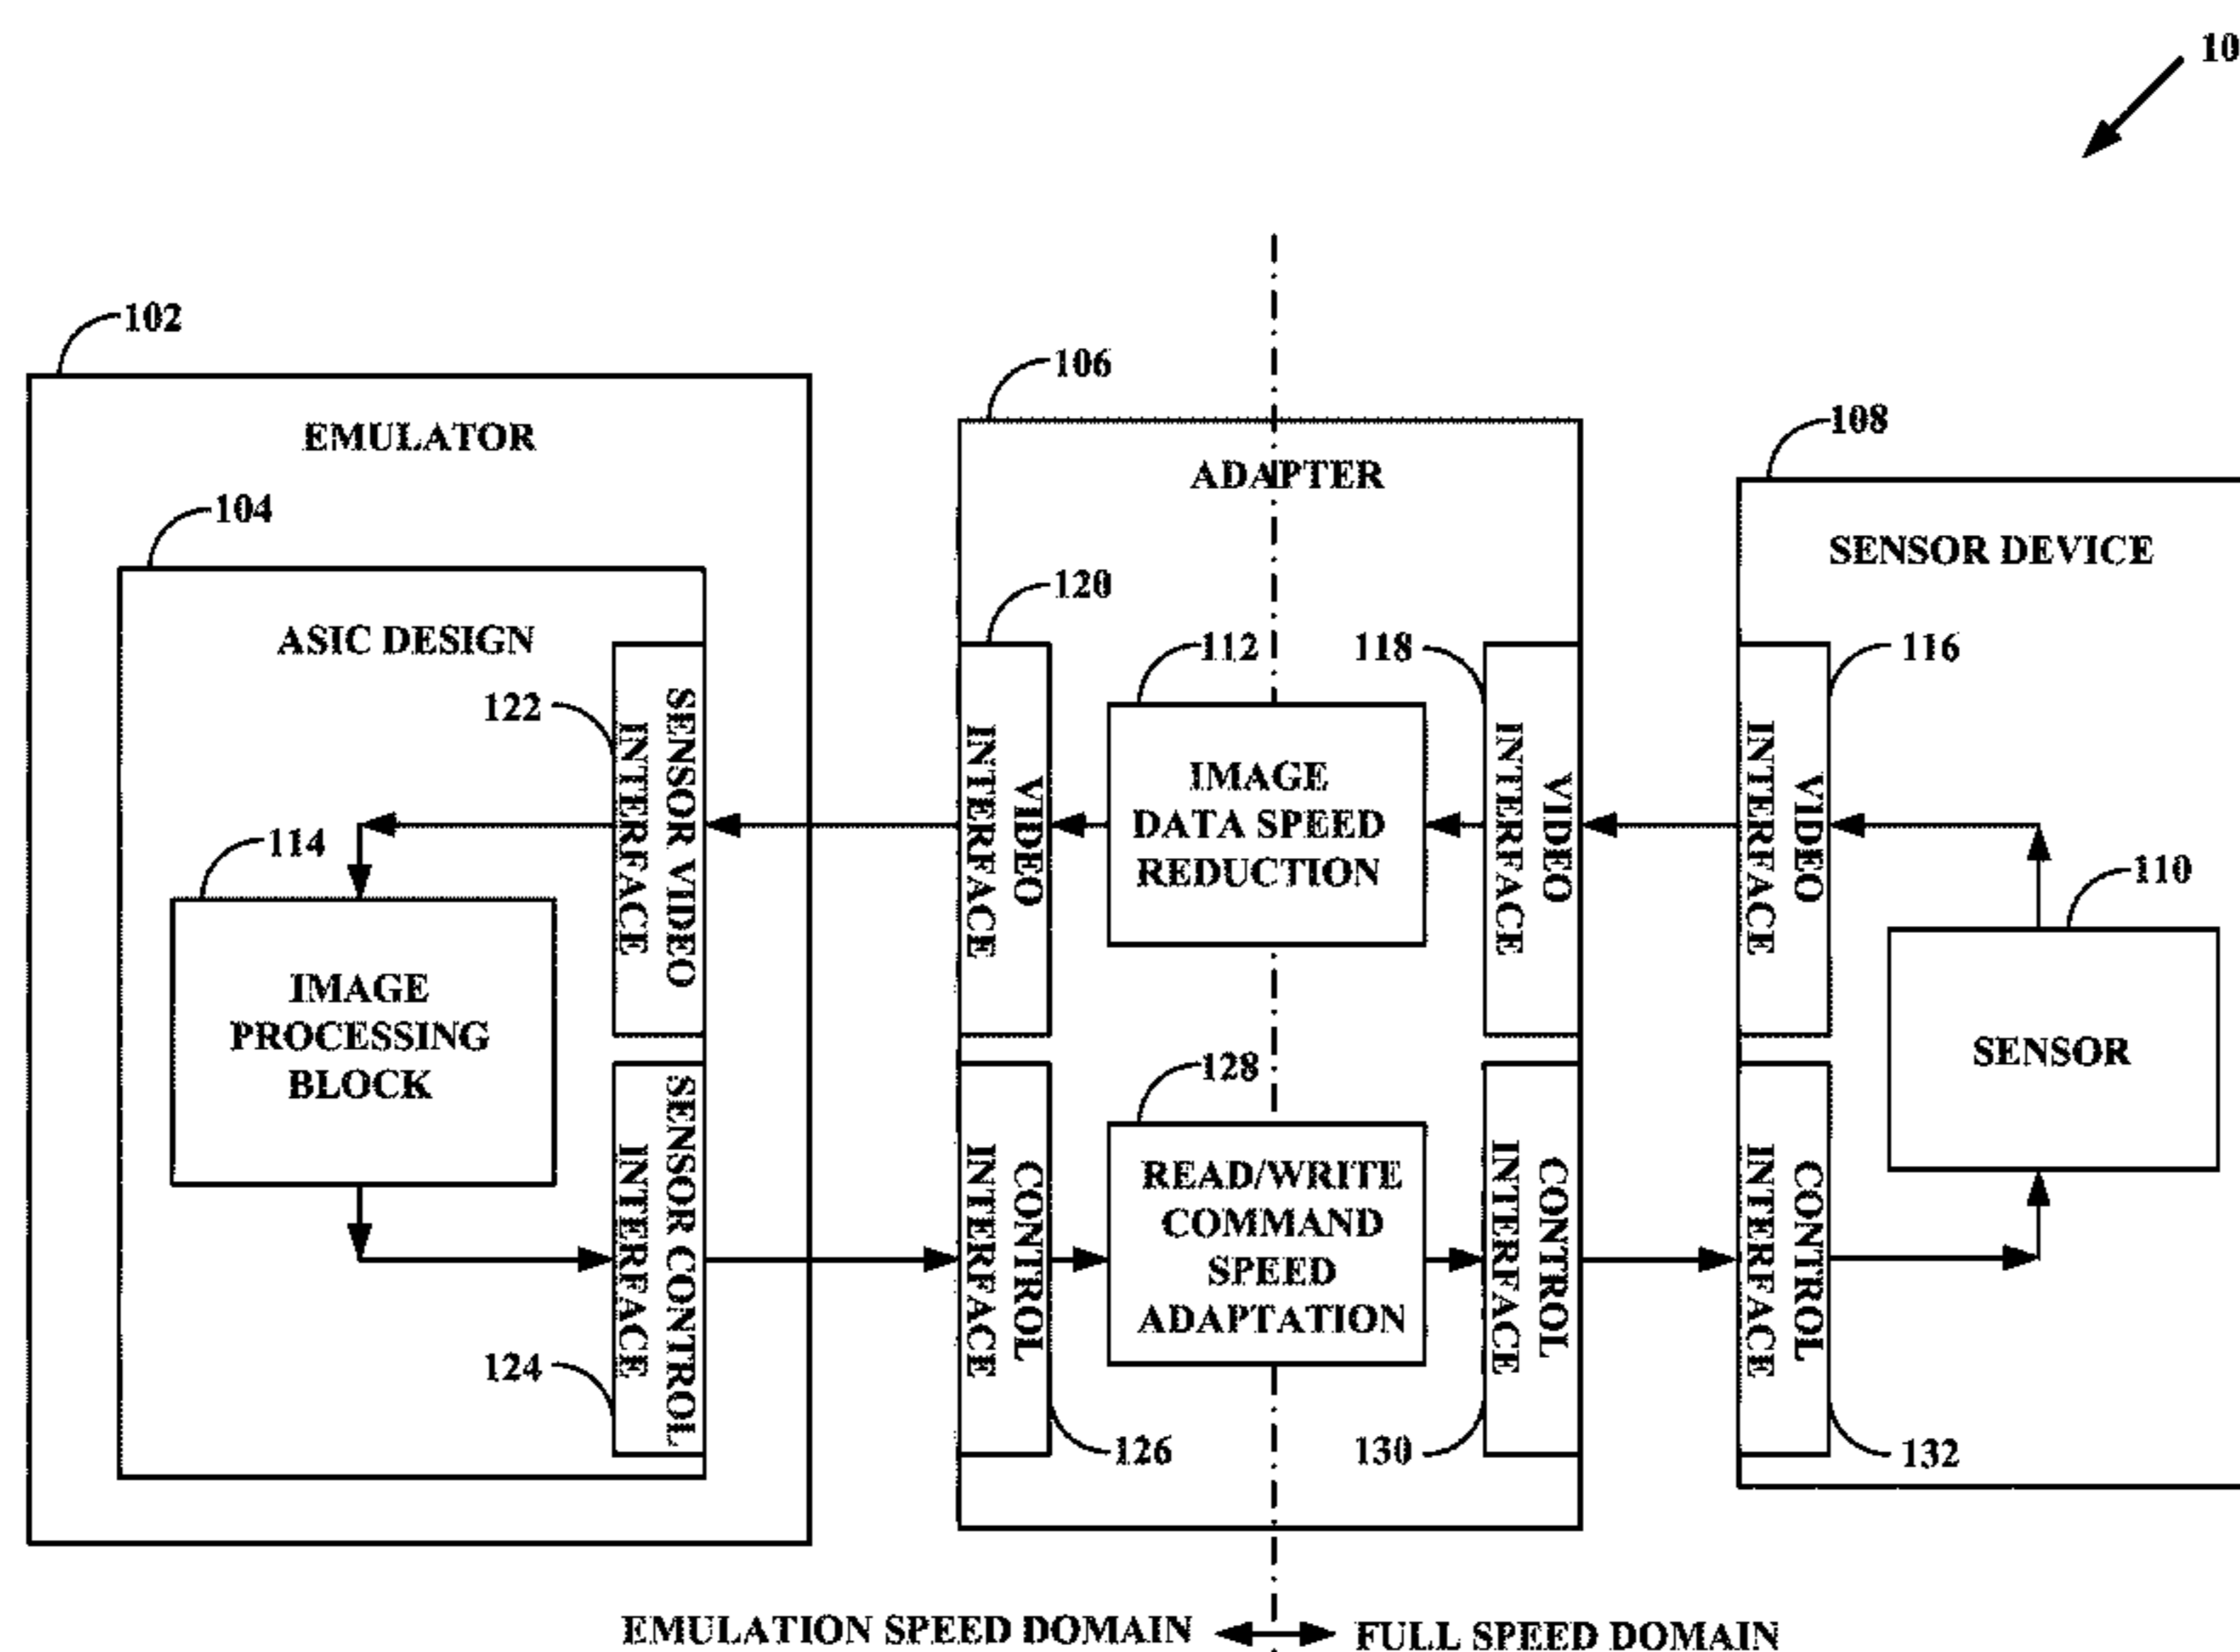 10
102
EMULATOR
104
ASIC DESIGN
122
SENSOR VIDEO
INTERFACE
114
IMAGE
PROCESSING
BLOCK
SENSOR CONTROL
INTERFACE
124
106
ADAPTER
120
VIDEO
INTERFACE
112
IMAGE
DATA SPEED
REDUCTION
118
VIDEO
INTERFACE
CONTROL
INTERFACE
126
128
READ/WRITE
COMMAND
SPEED
ADAPTATION
CONTROL
INTERFACE
130
108
SENSOR DEVICE
116
VIDEO
INTERFACE
110
SENSOR
CONTROL
INTERFACE
132
EMULATION SPEED DOMAIN
FULL SPEED DOMAIN